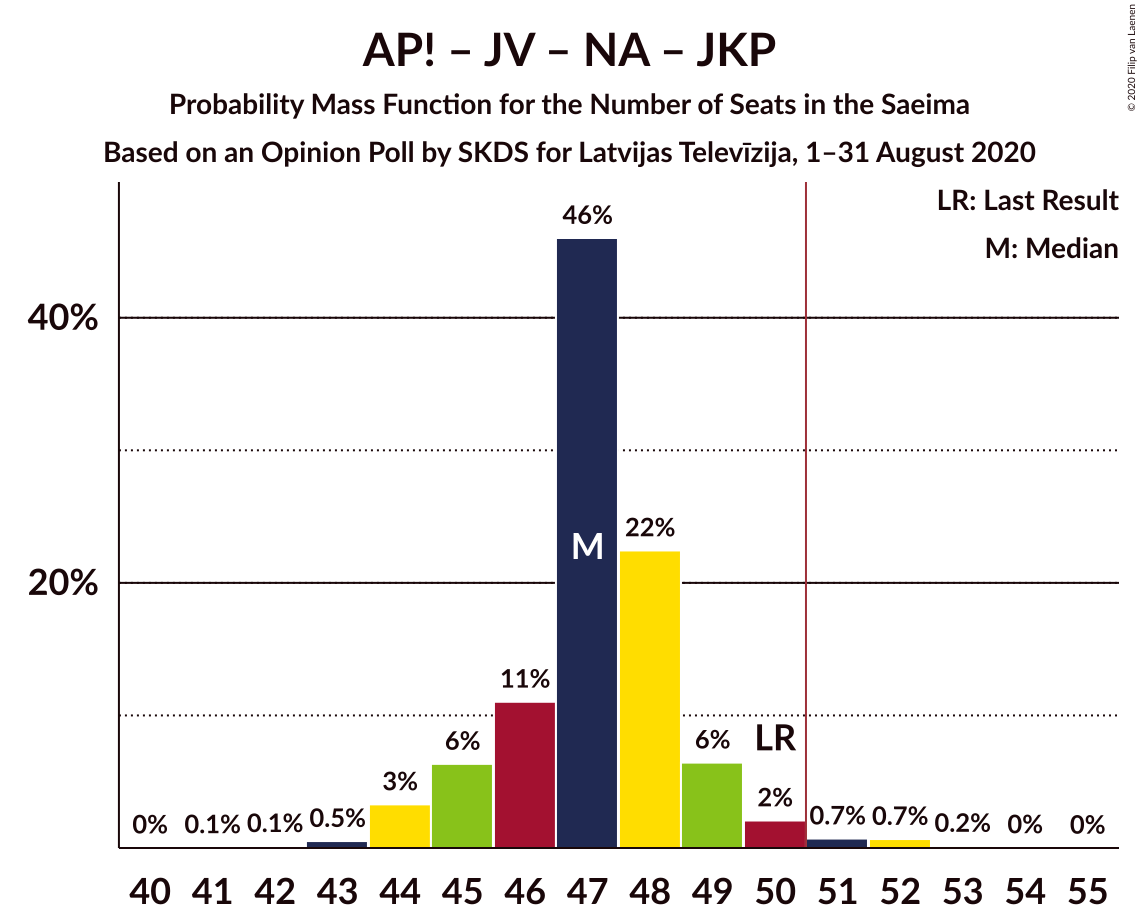 AP! – JV – NA – JKP
Probability Mass Function for the Number of Seats in the Saeima
Based on an Opinion Poll by SKDS for Latvijas Televīzija, 1–31 August 2020
© 2020 Filip van Laenen
LR: Last Result
M: Median
40%
20%
0%
0.1%
0.1%
0.5%
3%
6%
11%
46%
M
22%
6%
LR
2%
0.7%
0.7%
0.2%
0%
0%
40 41 42 43 44 45 46 47 48 49 50 51 52 53 54 55